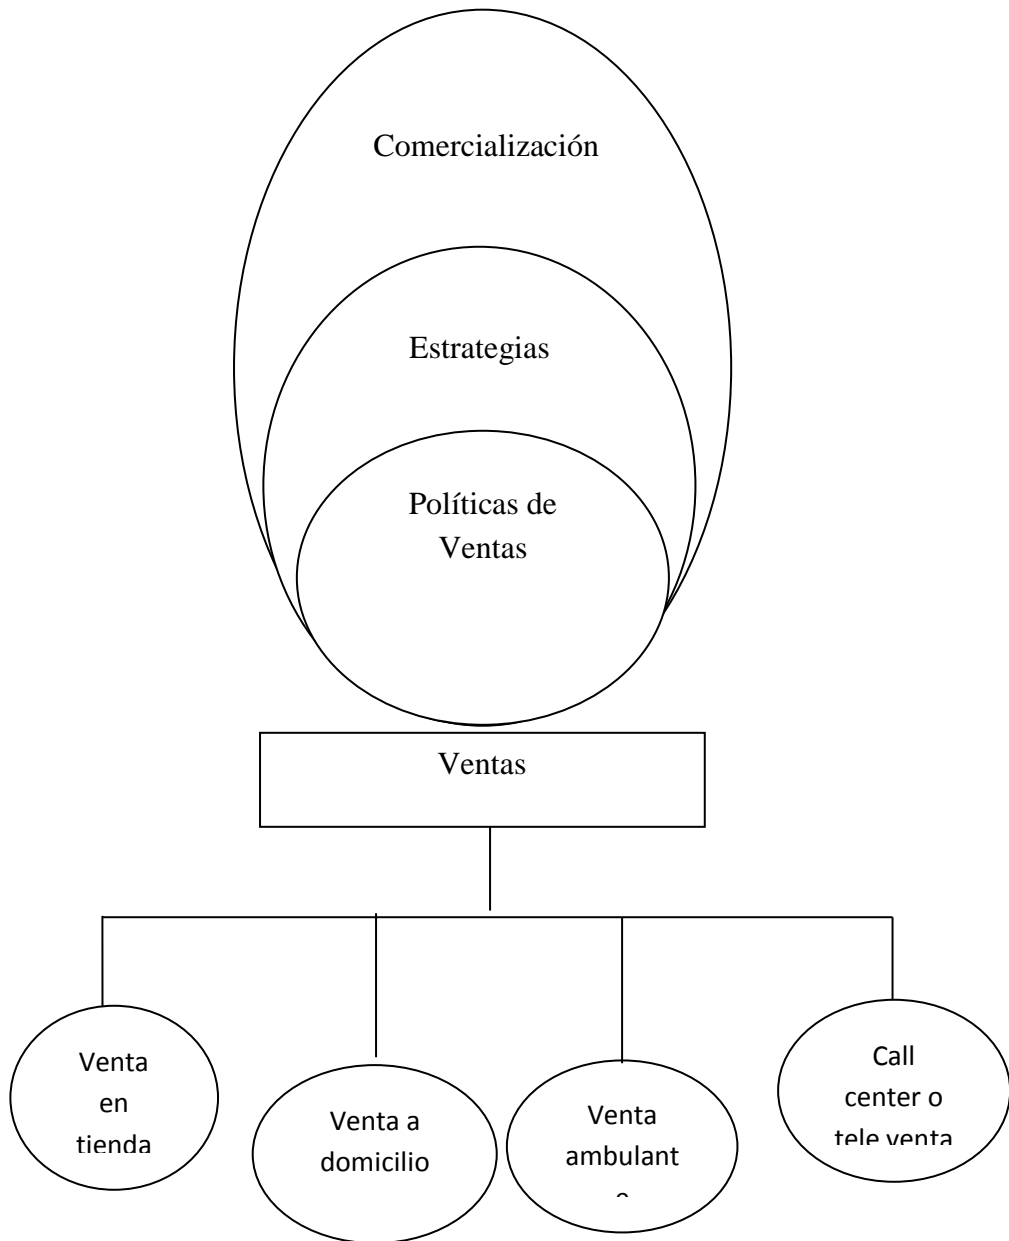 Comercialización
Estrategias
Políticas de
Ventas
Ventas
Venta
en
tienda
Venta a
domicilio
Venta
ambulant
e
Call
center o
tele venta